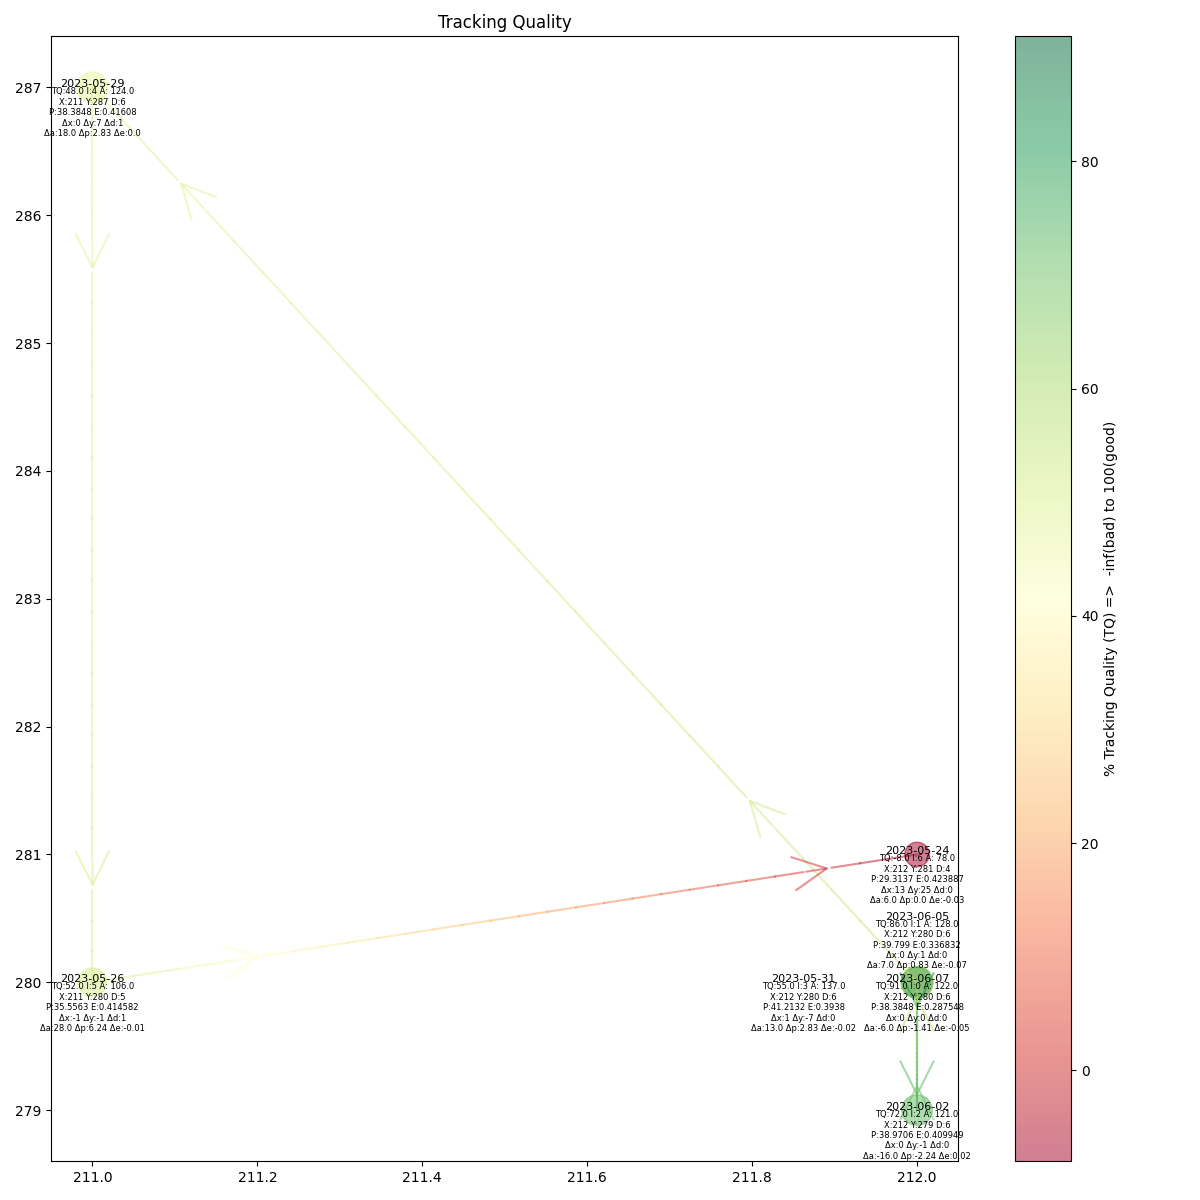 Tracking Quality
287
286
285
284
283
282
281
280
279
2023-05-29
TQ:48.0 I:4 A: 124.0
X:211 Y:287 D:6
P:38.3848 E:0.41608
Δx:0 Δy:7 Δd:1
Δa:18.0 Δp:2.83 Δe:0.0
2023-05-24
TQ:-8.0 I:6 A: 78.0
X:212 Y:281 D:4
P:29.3137 E:0.423887
Δx:13 Δy:25 Δd:0
Δa:6.0 Δp:0.0 Δe:-0.03
2023-06-05
TQ:86.0 I:1 A: 128.0
X:212 Y:280 D:6
P:39.799 E:0.336832
Δx:0 Δy:1 Δd:0
Δa:7.0 Δp:0.83 Δe:-0.07
2023-05-26
TQ:52.0 I:5 A: 106.0
X:211 Y:280 D:5
P:35.5563 E:0.414582
Δx:-1 Δy:-1 Δd:1
Δa:28.0 Δp:6.24 Δe:-0.01
2023-05-31
TQ:55.0 I:3 A: 137.0
X:212 Y:280 D:6
P:41.2132 E:0.3938
Δx:1 Δy:-7 Δd:0
Δa:13.0 Δp:2.83 Δe:-0.02
2023-06-07
TQ:91.0 I:0 A: 122.0
X:212 Y:280 D:6
P:38.3848 E:0.287548
Δx:0 Δy:0 Δd:0
Δa:-6.0 Δp:-1.41 Δe:-0.05
2023-06-02
TQ:72.0 I:2 A: 121.0
X:212 Y:279 D:6
P:38.9706 E:0.409949
Δx:0 Δy:-1 Δd:0
Δa:-16.0 Δp:-2.24 Δe:0.02
211.0
211.2
211.4
211.6
211.8
212.0
80
60
40
20
0
% Tracking Quality (TQ) =>  -inf(bad) to 100(good)